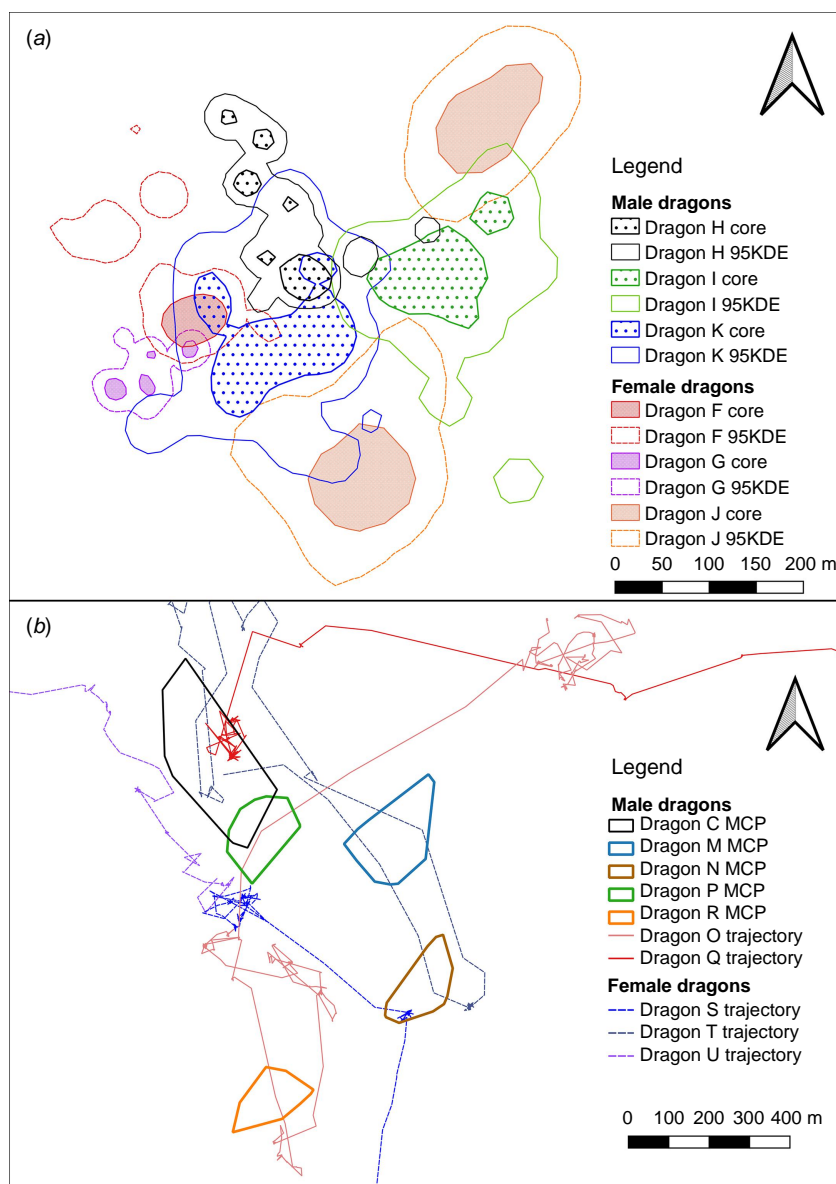 (a)
Legend
Male dragons
Dragon H core
Dragon H 95KDE
Dragon I core
Dragon I 95KDE
Dragon K core
Dragon K 95KDE
Female dragons
Dragon F core
Dragon F 95KDE
Dragon G core
Dragon G 95KDE
Dragon J core
Dragon J 95KDE
0 50 100 150 200 m
(b)
Legend
Male dragons
Dragon C MCP
Dragon M MCP
Dragon N MCP
Dragon P MCP
Dragon R MCP
Dragon O trajectory
Dragon Q trajectory
Female dragons
Dragon S trajectory
Dragon T trajectory
Dragon U trajectory
0 100 200 300 400 m